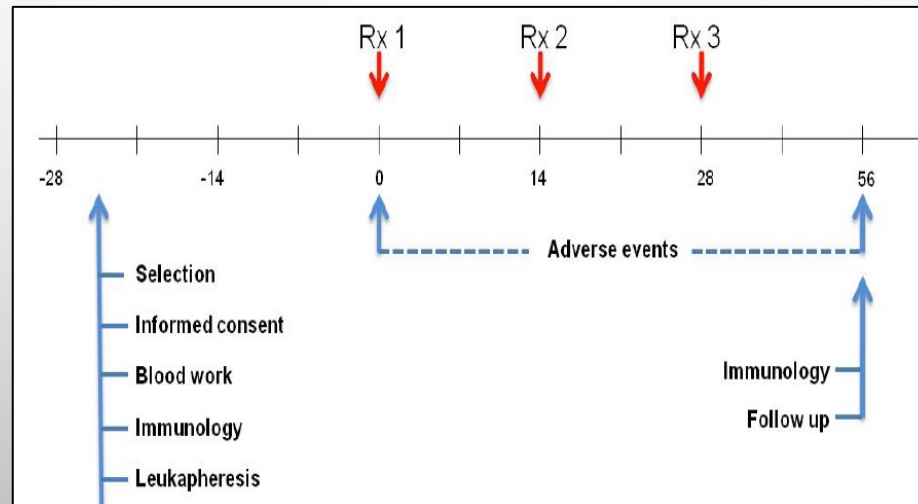 Rx 1 Rx 2 Rx 3
-28 -14 0 14 28 56
Adverse events
Selection
Informed consent
Blood work
Immunology
Leukapheresis
Immunology
Follow up